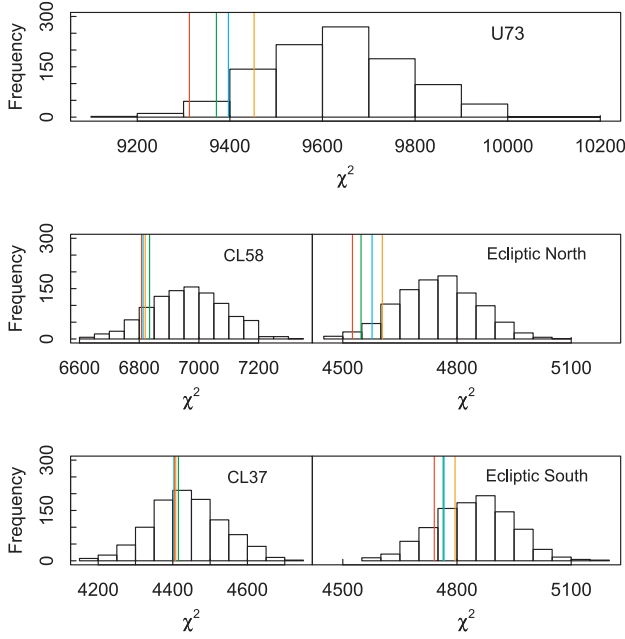 U73
Frequency
0 150 300
9200 9400 9600 9800 10000 10200
χ²
CL58 Ecliptic North
Frequency
0 150 300
6600 6800 7000 7200 4500 4800 5100
χ² χ²
CL37 Ecliptic South
Frequency
0 150 300
4200 4400 4600 4500 4800 5100
χ² χ²